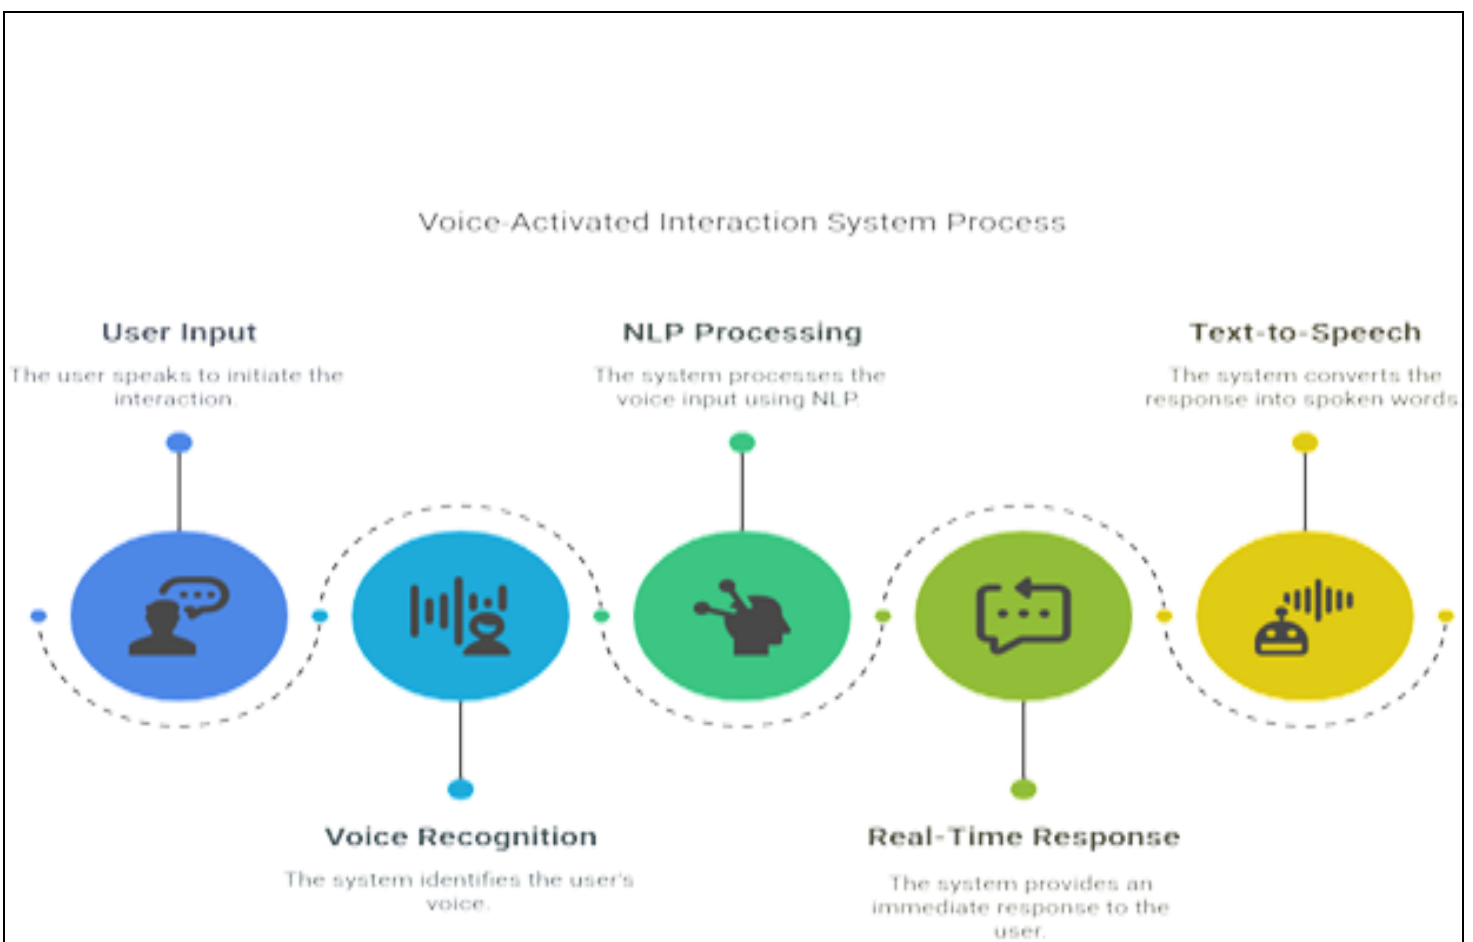 Voice-Activated Interaction System Process
User Input
The user speaks to initiate the
interaction.
NLP Processing
The system processes the
voice input using NLP.
Text-to-Speech
The system converts the
response into spoken words.
Voice Recognition
The system identifies the user's
voice.
Real-Time Response
The system provides an
immediate response to the
user.